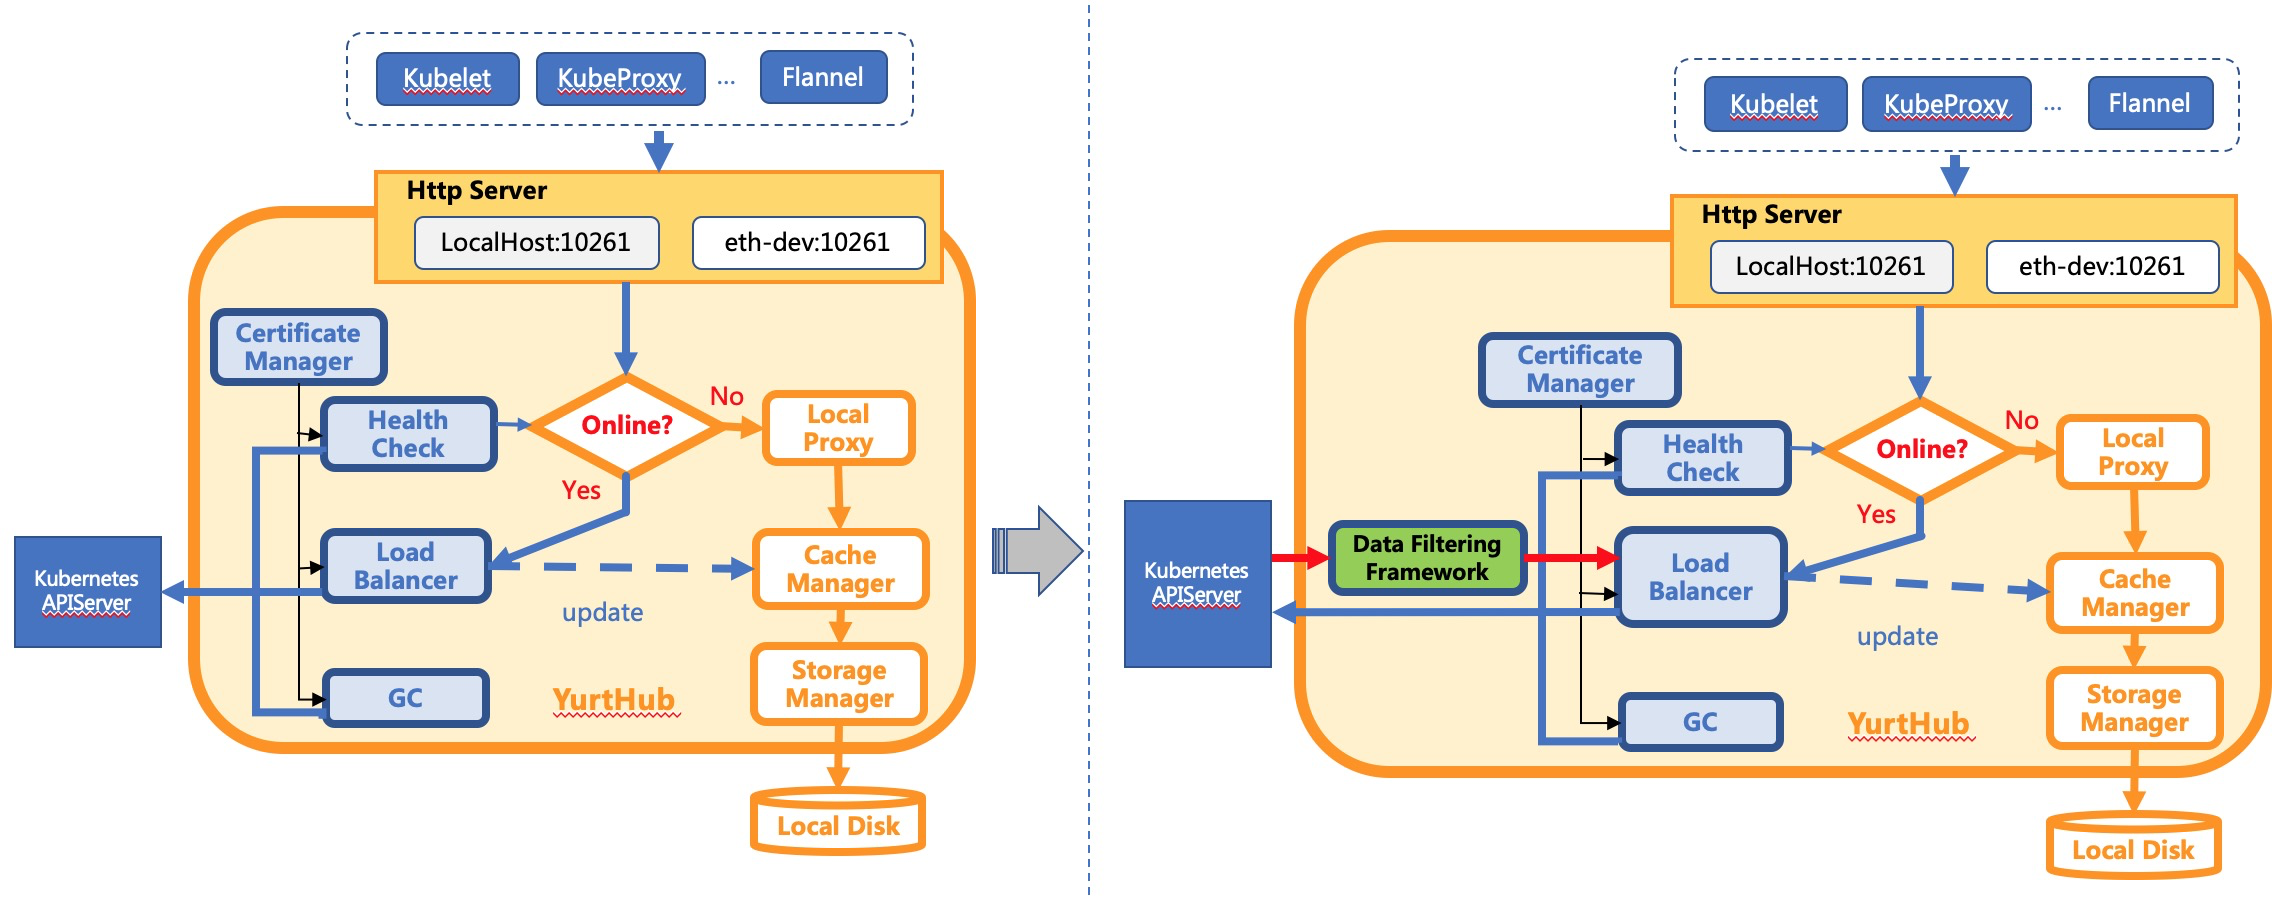 Kubelet
KubeProxy
...
Flannel
Http Server
LocalHost:10261
eth-dev:10261
Certificate
Manager
Health
Check
Online?
No
Local
Proxy
Yes
Kubernetes
APIServer
Load
Balancer
update
Cache
Manager
GC
YurtHub
Storage
Manager
Local Disk
Kubelet
KubeProxy
...
Flannel
Http Server
LocalHost:10261
eth-dev:10261
Certificate
Manager
Health
Check
Online?
No
Local
Proxy
Yes
Kubernetes
APIServer
Data Filtering
Framework
Load
Balancer
update
Cache
Manager
GC
YurtHub
Storage
Manager
Local Disk